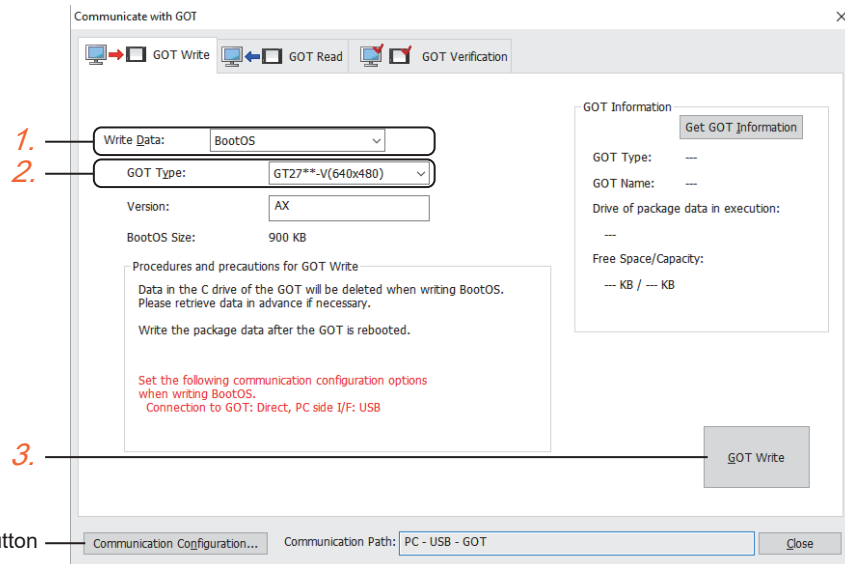 Communicate with GOT
GOT Write GOT Read GOT Verification
1.
Write Data: BootOS
2.
GOT Type: GT27**-V(640x480)
Version: AX
BootOS Size: 900 KB
Procedures and precautions for GOT Write
Data in the C drive of the GOT will be deleted when writing BootOS.
Please retrieve data in advance if necessary.
Write the package data after the GOT is rebooted.
Set the following communication configuration options
when writing BootOS.
Connection to GOT: Direct, PC side I/F: USB
GOT Information
Get GOT Information
GOT Type: ---
GOT Name: ---
Drive of package data in execution:
---
Free Space/Capacity:
--- KB / --- KB
3.
GOT Write
Communication Configuration... Communication Path: PC - USB - GOT Close